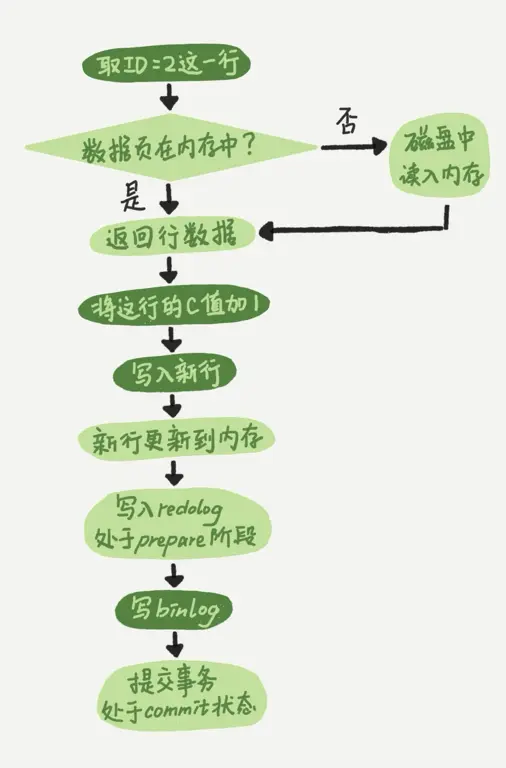 取ID=2这一行
数据页在内存中?
否
磁盘中
读入内存
是
返回行数据
将这行的C值加1
写入新行
新行更新到内存
写入redolog
处于prepare阶段
写binlog
提交事务
处于commit状态